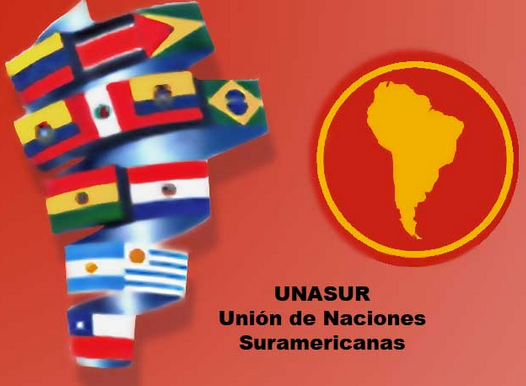 UNASUR
Unión de Naciones
Suramericanas